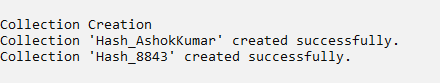 Collection Creation
Collection 'Hash_AshokKumar' created successfully.
Collection 'Hash_8843' created successfully.